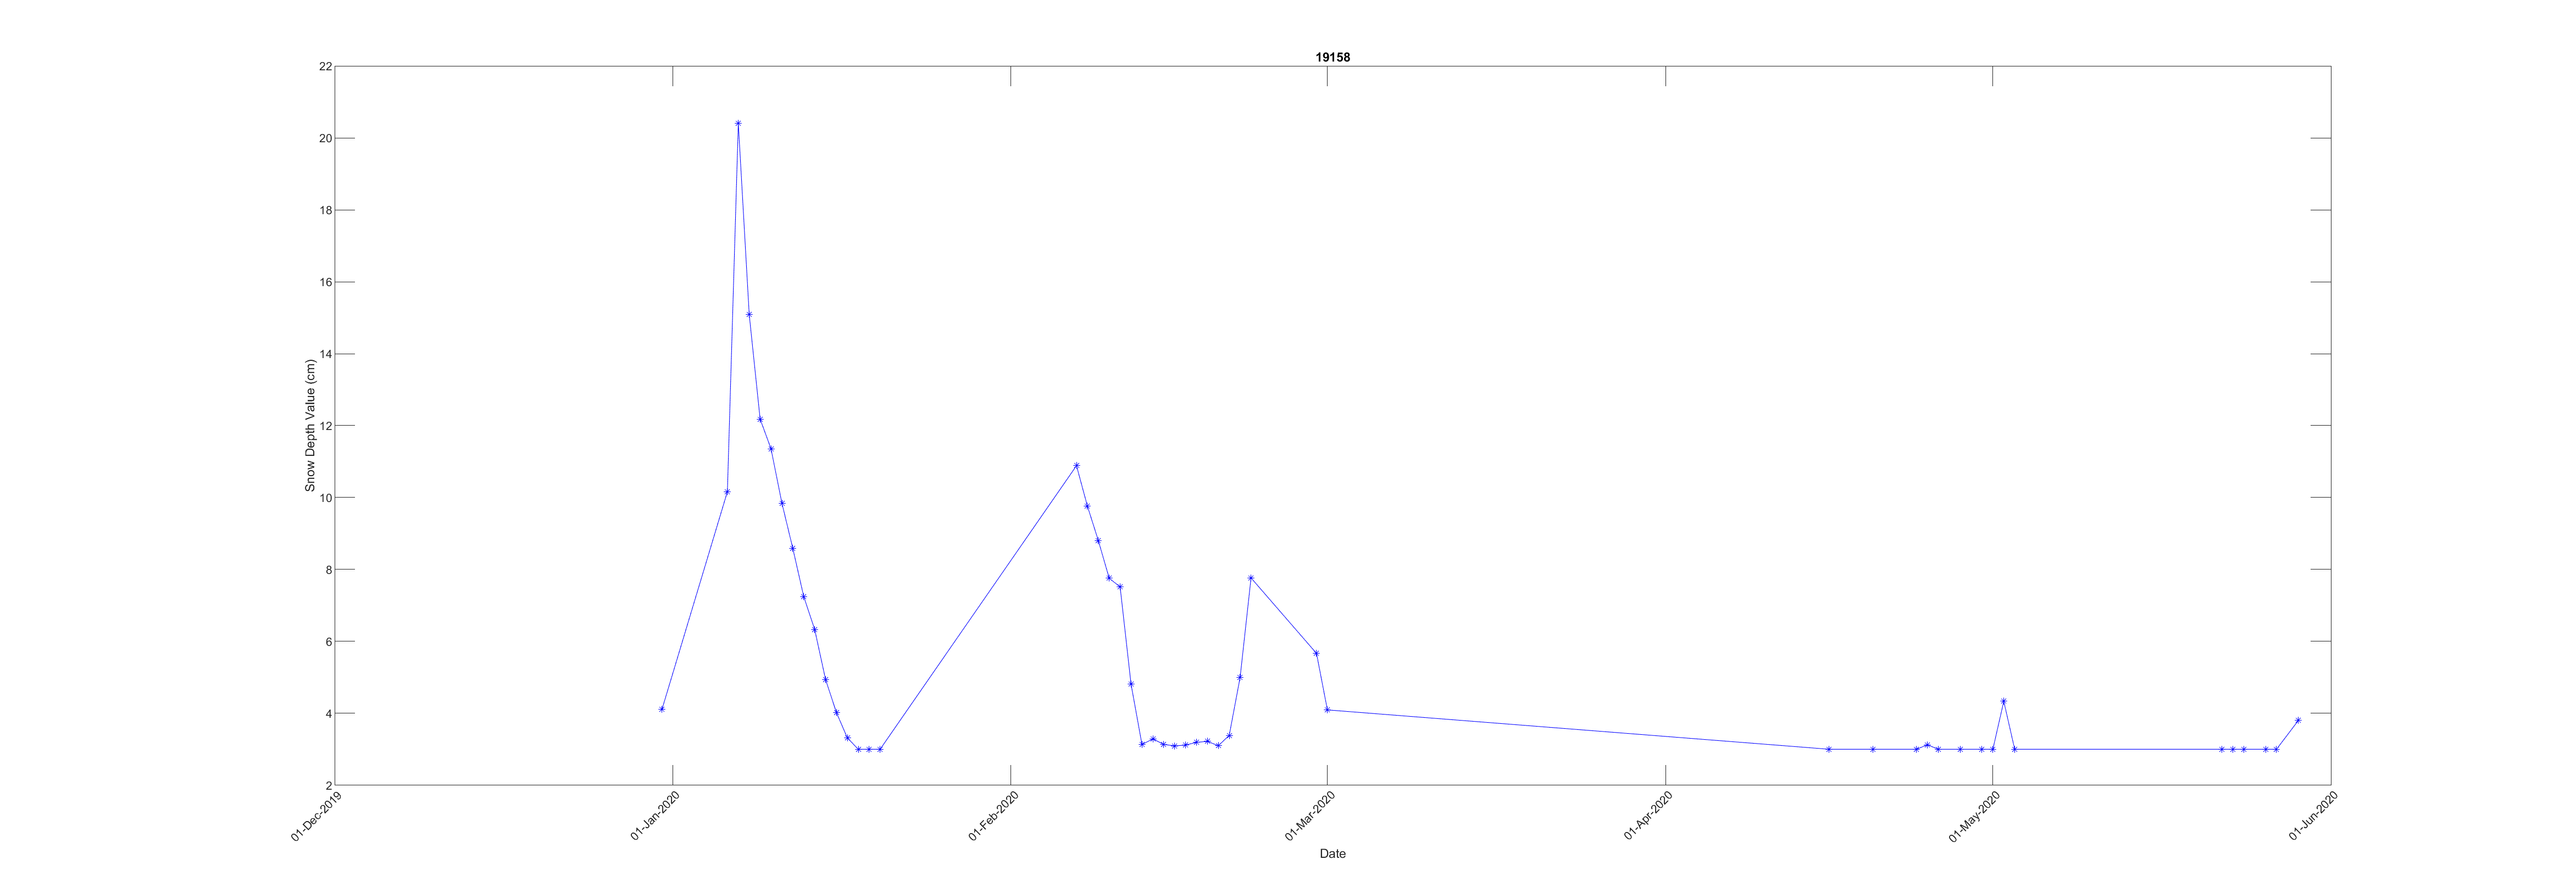 19158
22
20
18
16
14
12
10
8
6
4
2
Snow Depth Value (cm)
01-Dec-2019
01-Jan-2020
01-Feb-2020
01-Mar-2020
01-Apr-2020
01-May-2020
01-Jun-2020
Date